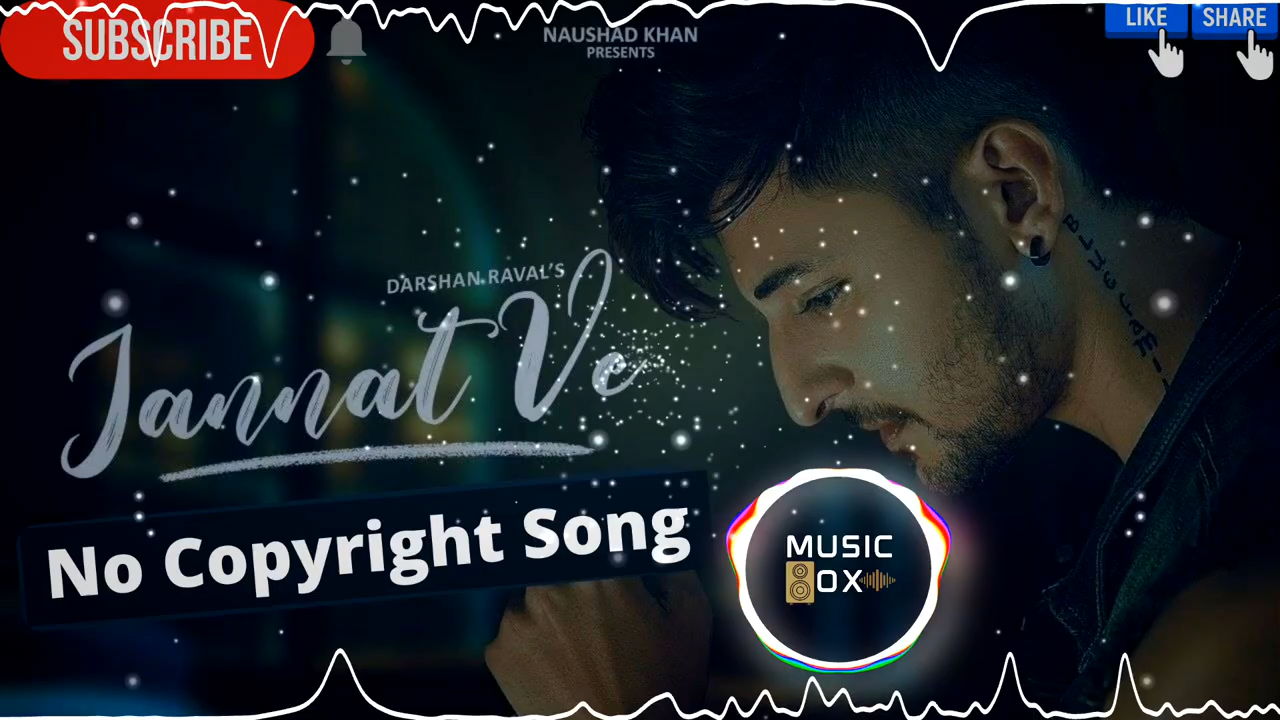 SUBSCRIBE
NAUSHAD KHAN
PRESENTS
LIKE
SHARE
DARSHAN RAVAL'S
Jannat Ve
No Copyright Song
MUSIC
OX